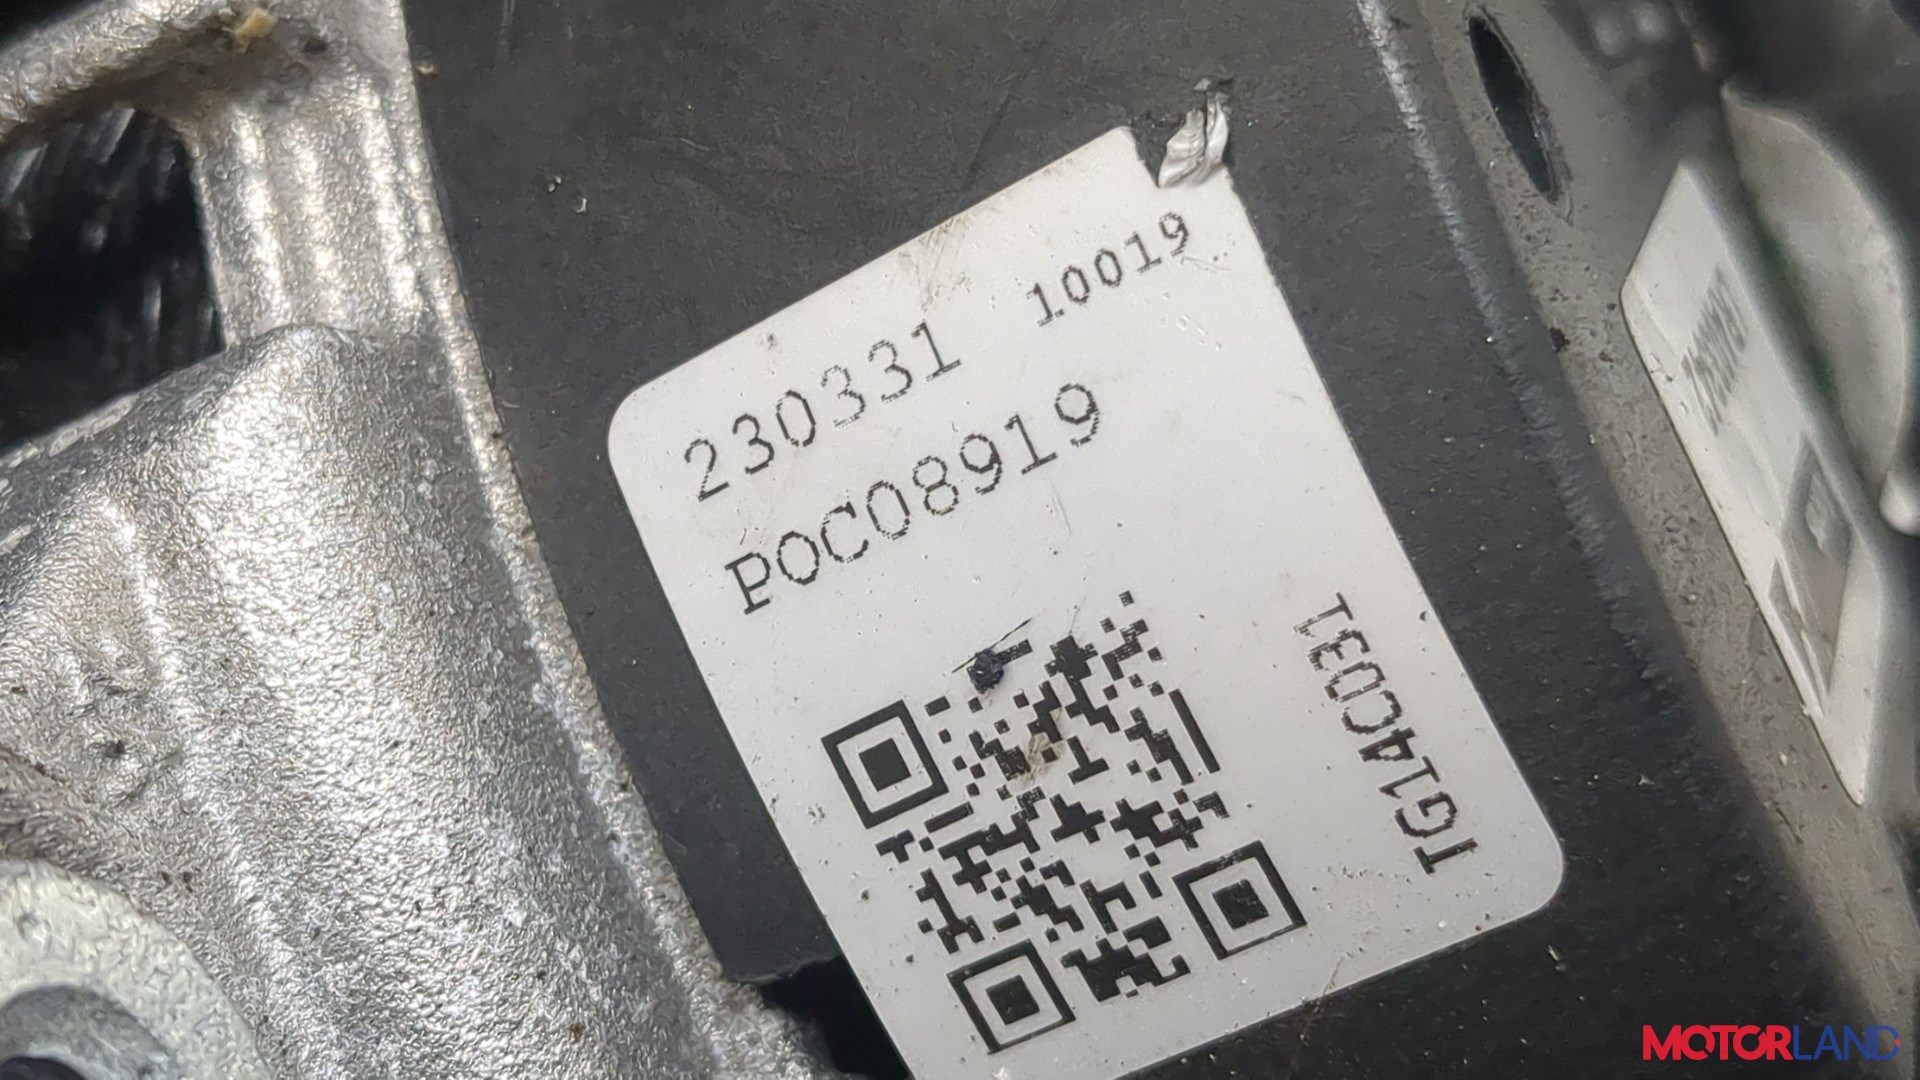 230331 10019
POC08919
TG14C031
MOTORLAND